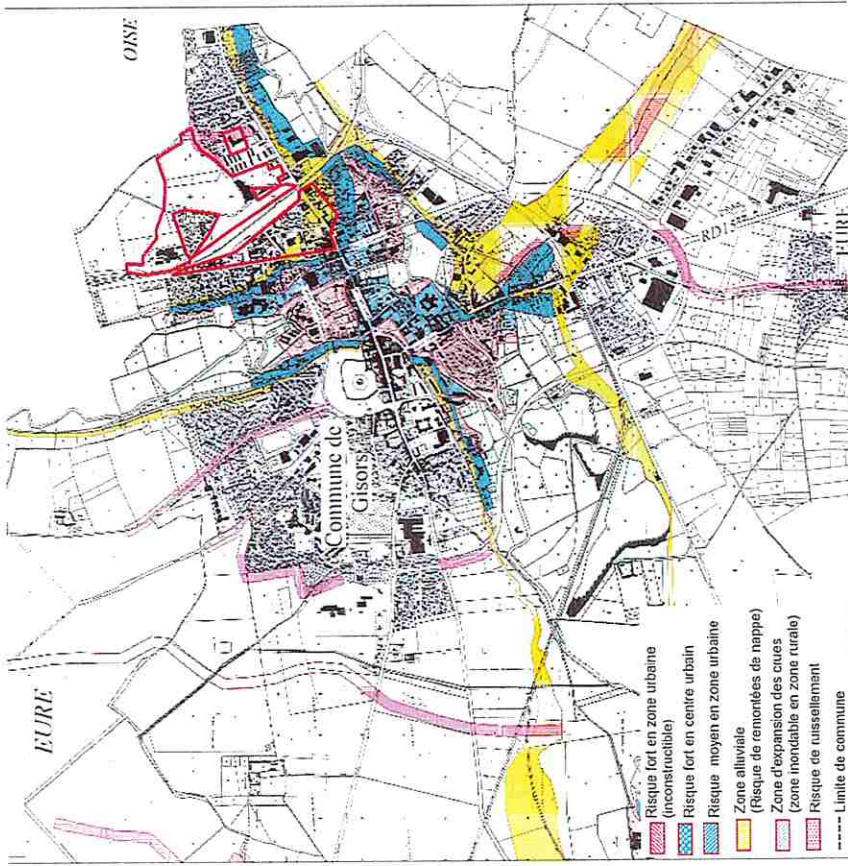 OISE
EURE
Commune de
Gisors
RD15
EURE
Risque fort en zone urbaine
(inconstructible)
Risque fort en centre urbain
Risque moyen en zone urbaine
Zone alluviale
(Risque de remontées de nappe)
Zone d'expansion des crues
(zone inondable en zone rurale)
Risque de ruissellement
Limite de commune